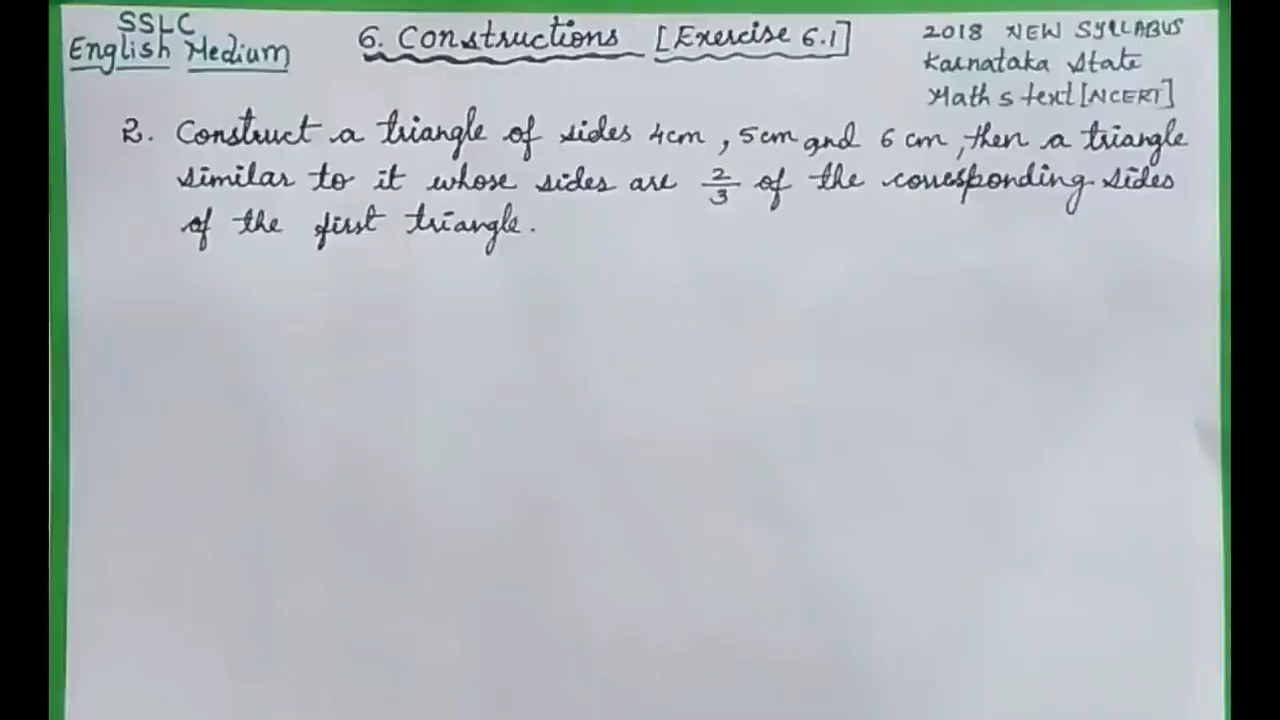 SSLC
English Medium
6. Constructions [Exercise 6.1]
2018 NEW SYLLABUS
Karnataka State
Maths text [NCERT]
2. Construct a triangle of sides 4cm, 5cm and 6 cm, then a triangle
similar to it whose sides are 2/3 of the corresponding sides
of the first triangle.